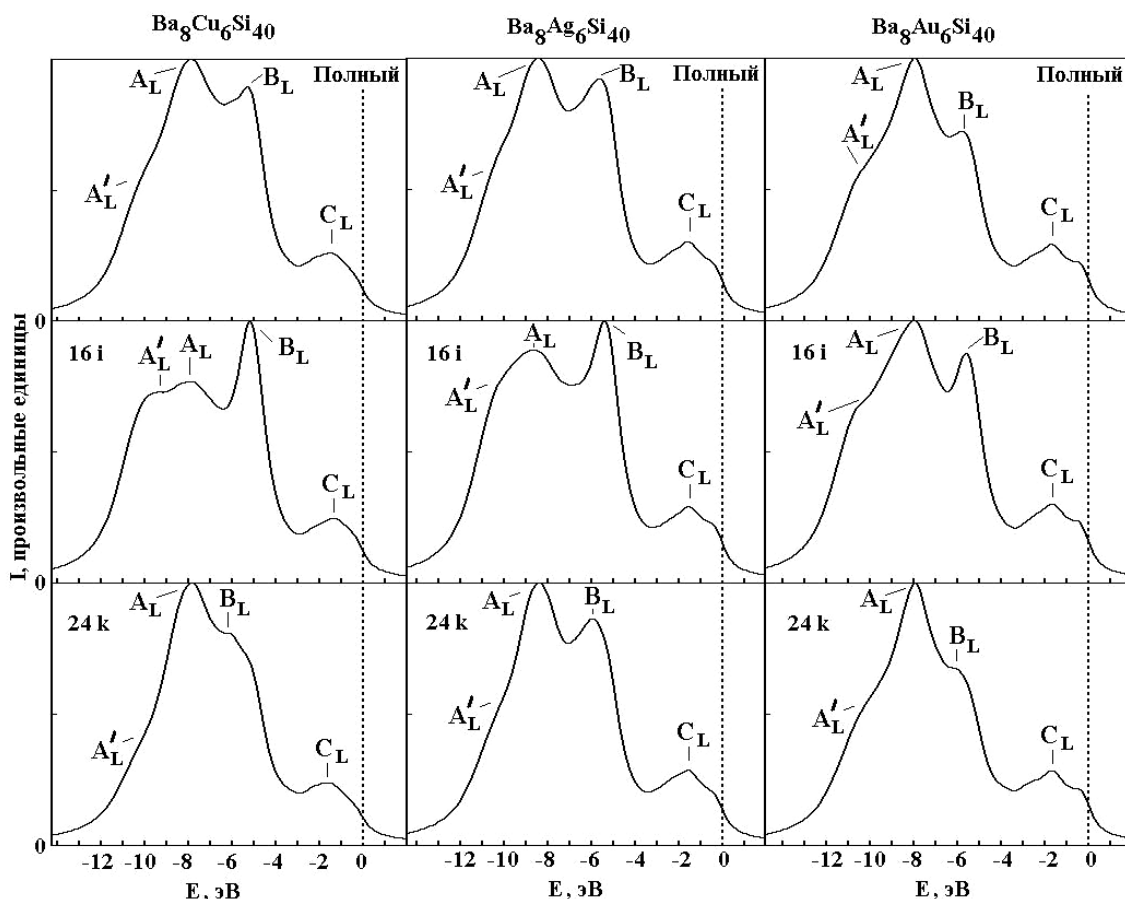 Ba8Cu6Si40 Ba8Ag6Si40 Ba8Au6Si40
Полный Полный Полный
AL BL A'L CL
AL BL A'L CL
AL BL A'L CL
I, произвольные единицы
0
16 i A'L AL BL CL
16 i AL BL A'L CL
16 i AL BL A'L CL
0
24 k AL BL A'L CL
24 k AL BL A'L CL
24 k AL BL A'L CL
0
-12 -10 -8 -6 -4 -2 0 -12 -10 -8 -6 -4 -2 0 -12 -10 -8 -6 -4 -2 0
E , эВ E , эВ E , эВ